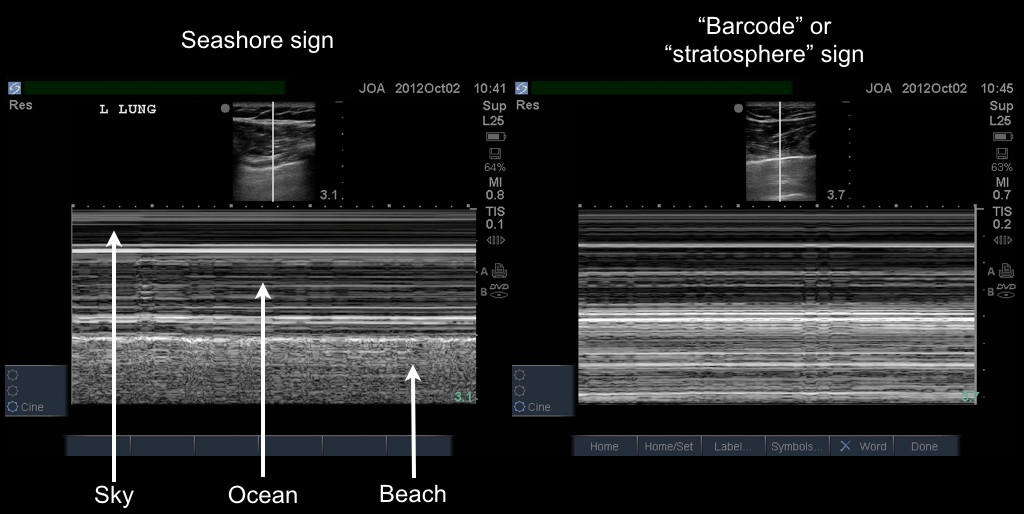 Seashore sign
“Barcode” or
“stratosphere” sign
JOA 2012Oct02 10:41
Res
L LUNG
Sup
L25
64%
MI
0.8
TIS
0.1
3.1
A
B DVD
Cine
3.1
Sky
Ocean
Beach
JOA 2012Oct02 10:45
Res
Sup
L25
63%
MI
0.7
TIS
0.2
3.7
A
B DVD
Cine
3.7
Home Home/Set Label... Symbols... X Word Done